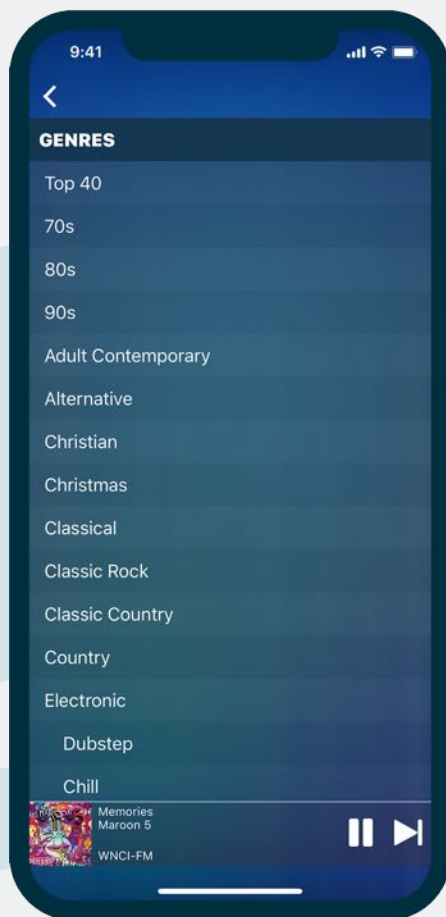 9:41
GENRES
Top 40
70s
80s
90s
Adult Contemporary
Alternative
Christian
Christmas
Classical
Classic Rock
Classic Country
Country
Electronic
Dubstep
Chill
Memories
Maroon 5
WNCI-FM